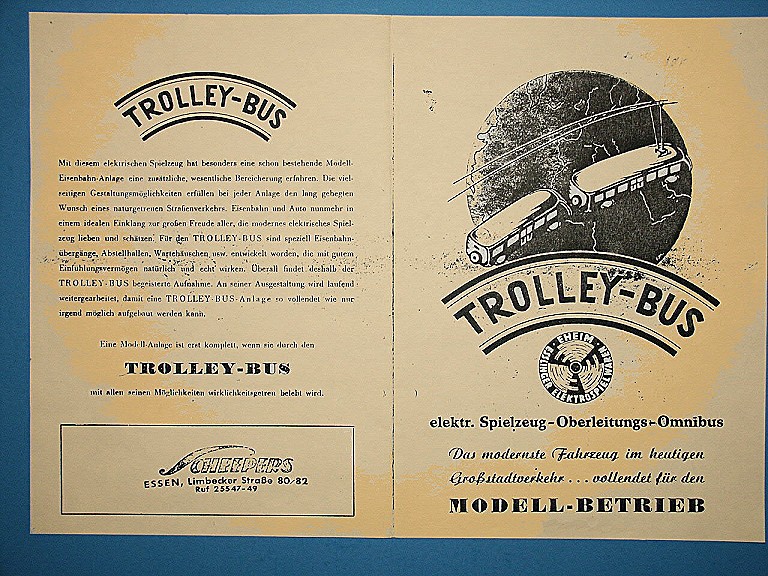 TROLLEY-BUS
Mit diesem elektrischen Spielzeug hat besonders eine schon bestehende Modell-
Eisenbahn-Anlage eine zusätzliche, wesentliche Bereicherung erfahren. Die viel-
seitigen Gestaltungsmöglichkeiten erfüllen bei jeder Anlage den lang gehegten
Wunsch eines naturgetreuen Straßenverkehrs. Eisenbahn und Auto nunmehr in
einem idealen Einklang zur großen Freude aller, die modernes elektrisches Spiel-
zeug lieben und schätzen. Für den TROLLEY-BUS sind speziell Eisenbahn-
übergänge, Abstellhallen, Wartehäuschen usw. entwickelt worden, die mit gutem
Einfühlungsvermögen natürlich und echt wirken. Überall findet deshalb der
TROLLEY-BUS begeisterte Aufnahme. An seiner Ausgestaltung wird laufend
weitergearbeitet, damit eine TROLLEY-BUS-Anlage so vollendet wie nur
irgend möglich aufgebaut werden kann.
Eine Modell-Anlage ist erst komplett, wenn sie durch den
TROLLEY-BUS
mit allen seinen Möglichkeiten wirklichkeitsgetreu belebt wird.
SCHEEPERS
ESSEN, Limbecker Straße 80/82
Ruf 25547-49
TROLLEY-BUS
EHEIM
ESSLINGER ELEKTROSPIELWAREN
elektr. Spielzeug-Oberleitungs-Omnibus
Das modernste Fahrzeug im heutigen
Großstadtverkehr ... vollendet für den
MODELL-BETRIEB